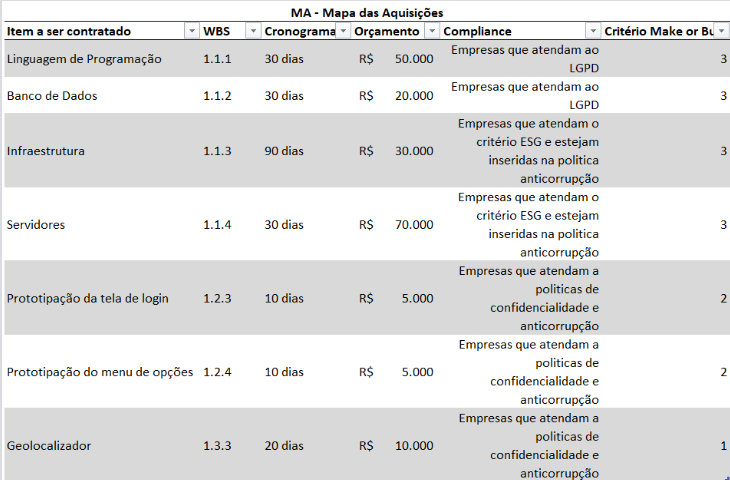 MA - Mapa das Aquisições
Item a ser contratado WBS Cronograma Orçamento Compliance Critério Make or Bu
Linguagem de Programação 1.1.1 30 dias R$ 50.000 Empresas que atendam ao LGPD 3
Banco de Dados 1.1.2 30 dias R$ 20.000 Empresas que atendam ao LGPD 3
Infraestrutura 1.1.3 90 dias R$ 30.000 Empresas que atendam o critério ESG e estejam inseridas na politica anticorrupção 3
Servidores 1.1.4 30 dias R$ 70.000 Empresas que atendam o critério ESG e estejam inseridas na politica anticorrupção 3
Prototipação da tela de login 1.2.3 10 dias R$ 5.000 Empresas que atendam a politicas de confidencialidade e anticorrupção 2
Prototipação do menu de opções 1.2.4 10 dias R$ 5.000 Empresas que atendam a politicas de confidencialidade e anticorrupção 2
Geolocalizador 1.3.3 20 dias R$ 10.000 Empresas que atendam a politicas de confidencialidade e anticorrupção 1